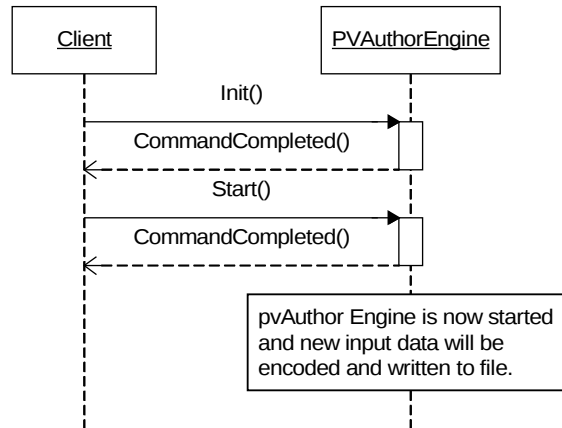 Client
PVAuthorEngine
Init()
CommandCompleted()
Start()
CommandCompleted()
pvAuthor Engine is now started
and new input data will be
encoded and written to file.